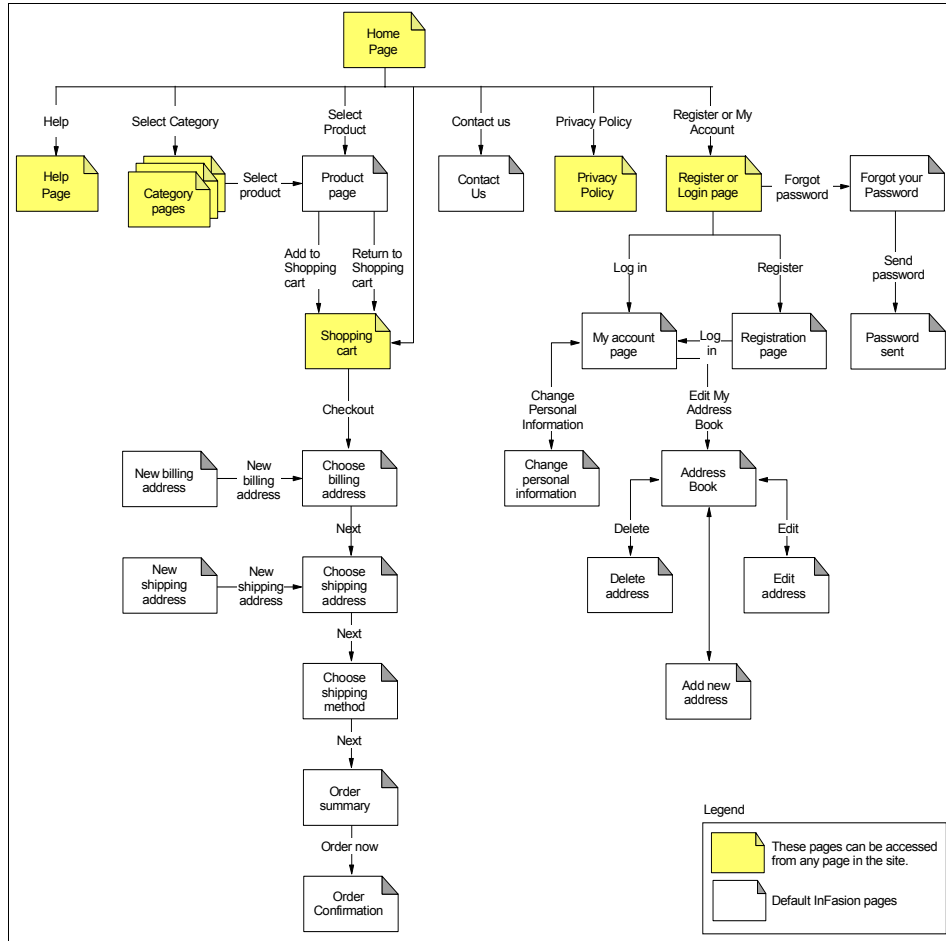 Home
Page
Help
Select Category
Select
Product
Contact us
Privacy Policy
Register or My
Account
Help
Page
Category
pages
Select
product
Product
page
Contact
Us
Privacy
Policy
Register or
Login page
Forgot
password
Forgot your
Password
Add to
Shopping
cart
Return to
Shopping
cart
Log in
Register
Send
password
Shopping
cart
My account
page
Log
in
Registration
page
Password
sent
Checkout
Change
Personal
Information
Edit My
Address
Book
New billing
address
New
billing
address
Choose
billing
address
Change
personal
information
Address
Book
Next
Delete
Edit
New
shipping
address
New
shipping
address
Choose
shipping
address
Delete
address
Edit
address
Next
Choose
shipping
method
Add new
address
Next
Order
summary
Order now
Order
Confirmation
Legend
These pages can be accessed
from any page in the site.
Default InFasion pages